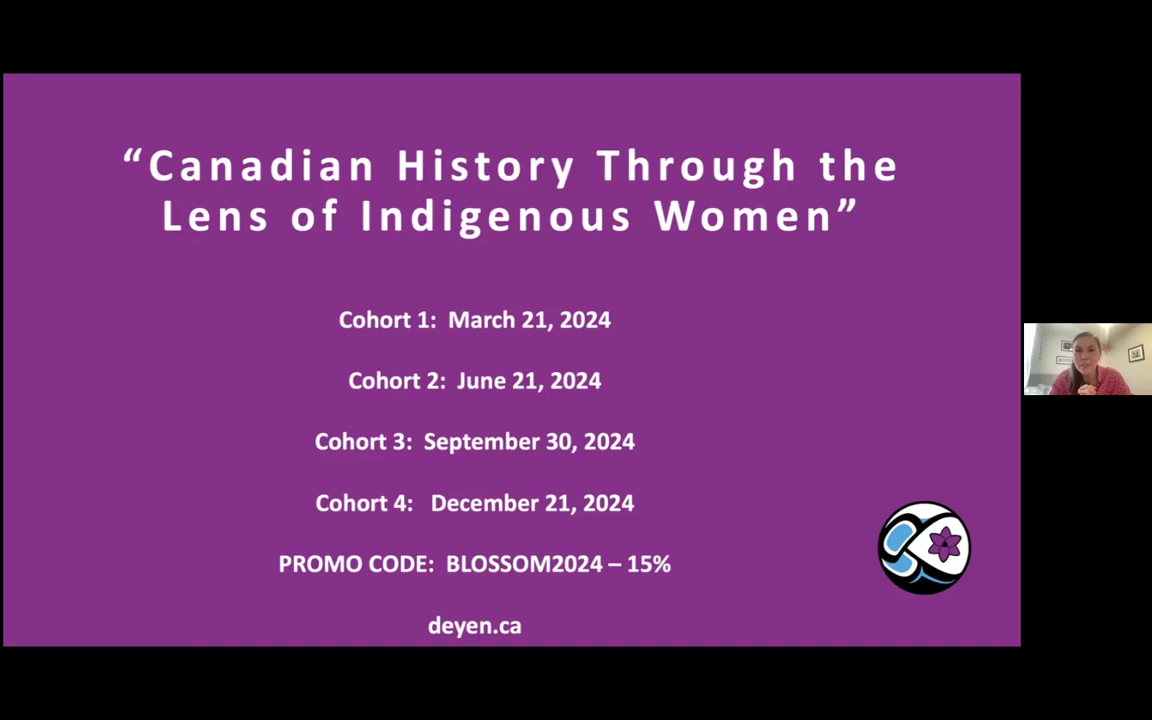 “Canadian History Through the
Lens of Indigenous Women”
Cohort 1: March 21, 2024
Cohort 2: June 21, 2024
Cohort 3: September 30, 2024
Cohort 4: December 21, 2024
PROMO CODE: BLOSSOM2024 – 15%
deyen.ca